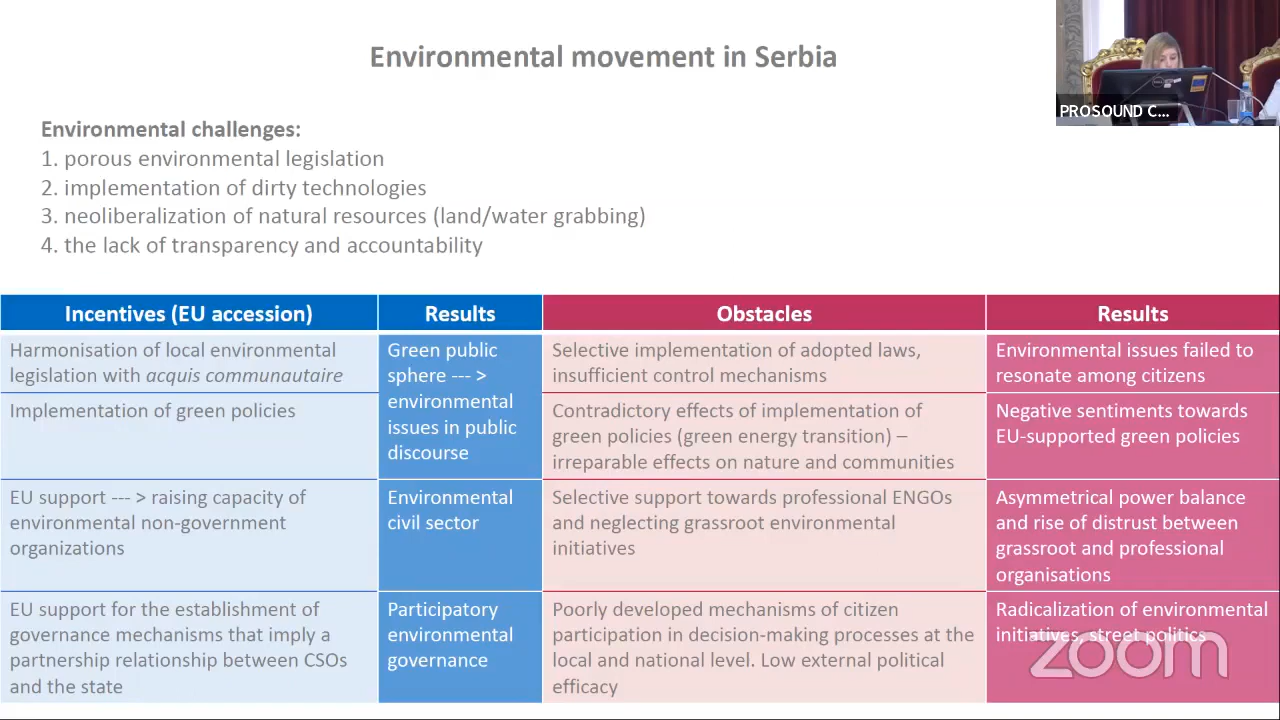 Environmental movement in Serbia
PROSOUND C...
Environmental challenges:
1. porous environmental legislation
2. implementation of dirty technologies
3. neoliberalization of natural resources (land/water grabbing)
4. the lack of transparency and accountability
Incentives (EU accession)
Results
Obstacles
Results
Harmonisation of local environmental
legislation with acquis communautaire
Green public
sphere --- >
environmental
issues in public
discourse
Selective implementation of adopted laws,
insufficient control mechanisms
Environmental issues failed to
resonate among citizens
Implementation of green policies
Contradictory effects of implementation of
green policies (green energy transition) –
irreparable effects on nature and communities
Negative sentiments towards
EU-supported green policies
EU support --- > raising capacity of
environmental non-government
organizations
Environmental
civil sector
Selective support towards professional ENGOs
and neglecting grassroot environmental
initiatives
Asymmetrical power balance
and rise of distrust between
grassroot and professional
organisations
EU support for the establishment of
governance mechanisms that imply a
partnership relationship between CSOs
and the state
Participatory
environmental
governance
Poorly developed mechanisms of citizen
participation in decision-making processes at the
local and national level. Low external political
efficacy
Radicalization of environmental
initiatives, street politics
zoom